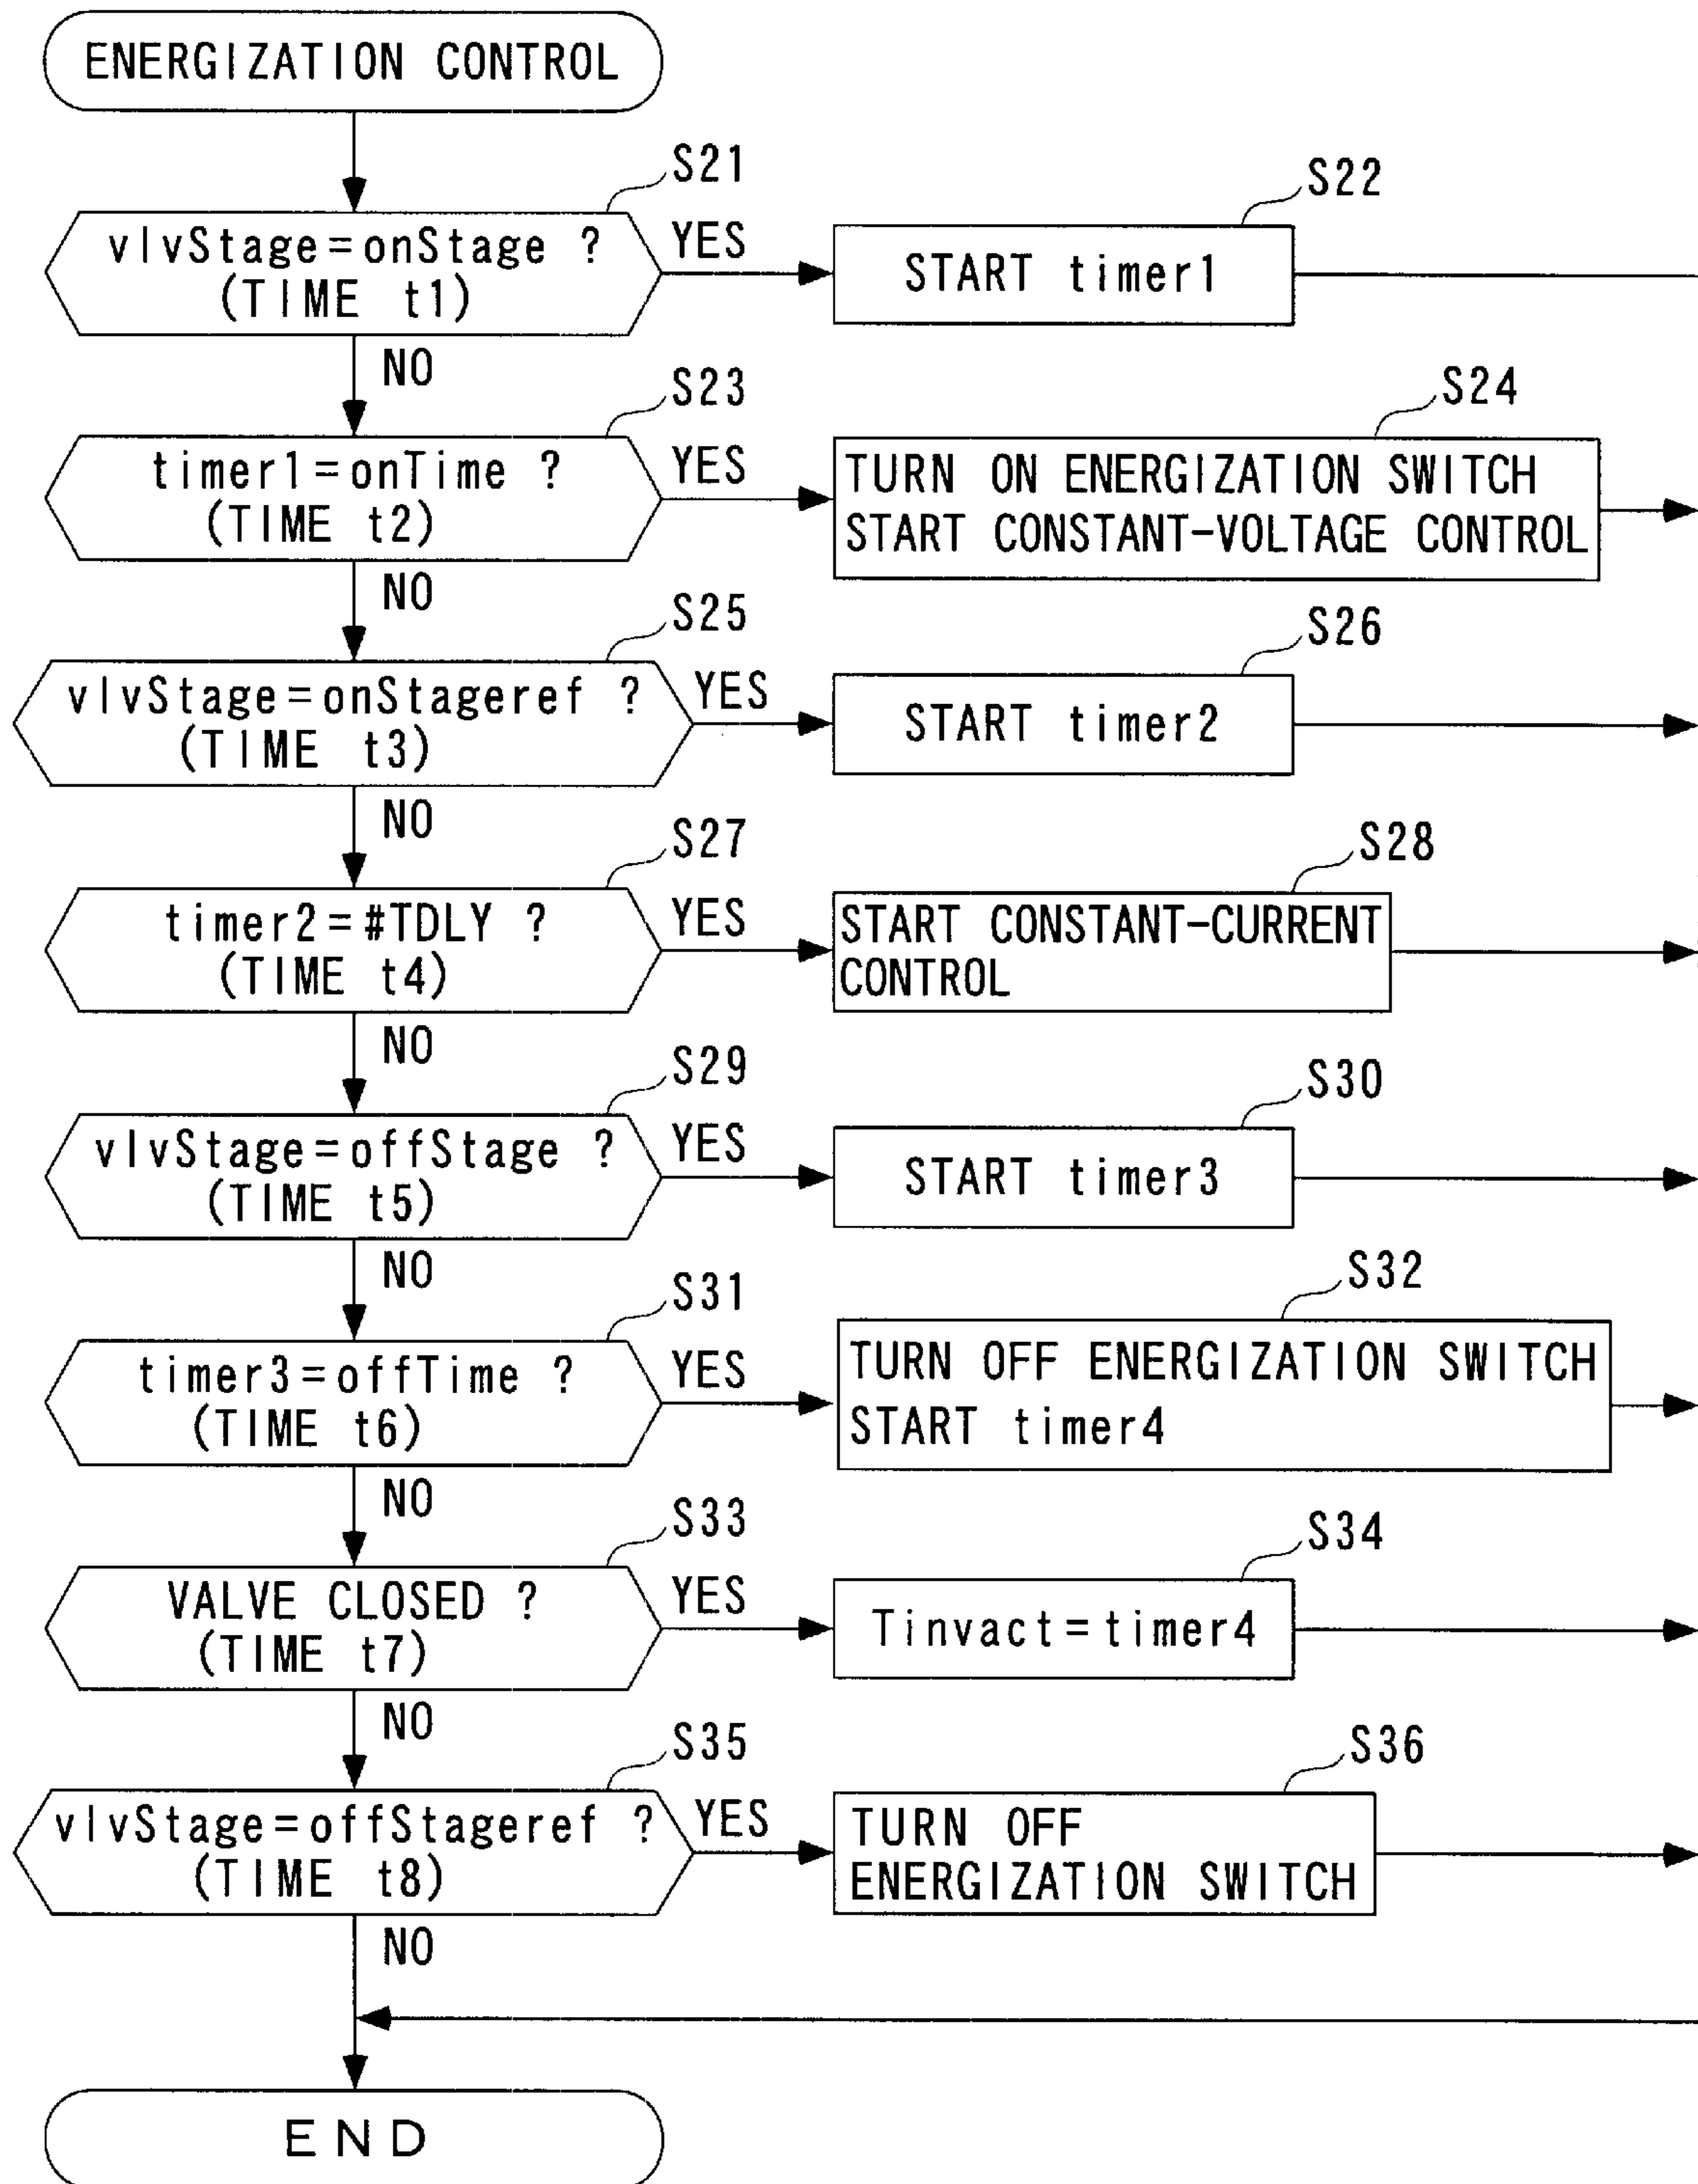 ENERGIZATION CONTROL
S21
vlvStage=onStage ?
(TIME t1)
YES
S22
START timer1
NO
S23
timer1=onTime ?
(TIME t2)
YES
S24
TURN ON ENERGIZATION SWITCH
START CONSTANT-VOLTAGE CONTROL
NO
S25
vlvStage=onStageref ?
(TIME t3)
YES
S26
START timer2
NO
S27
timer2=#TDLY ?
(TIME t4)
YES
S28
START CONSTANT-CURRENT
CONTROL
NO
S29
vlvStage=offStage ?
(TIME t5)
YES
S30
START timer3
NO
S31
timer3=offTime ?
(TIME t6)
YES
S32
TURN OFF ENERGIZATION SWITCH
START timer4
NO
S33
VALVE CLOSED ?
(TIME t7)
YES
S34
Tinvact=timer4
NO
S35
vlvStage=offStageref ?
(TIME t8)
YES
S36
TURN OFF
ENERGIZATION SWITCH
NO
END